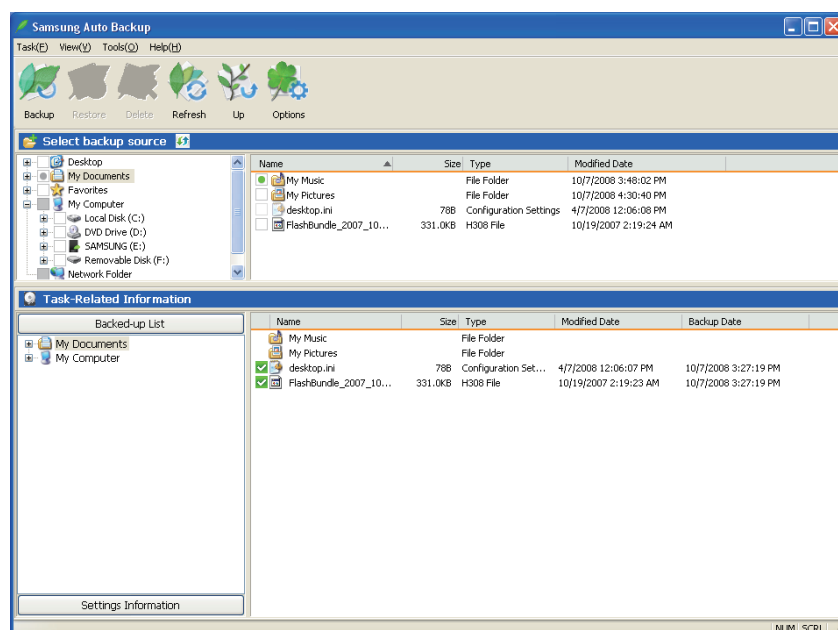 Samsung Auto Backup
Task(F) View(V) Tools(O) Help(H)
Backup Restore Delete Refresh Up Options
Select backup source
Desktop
My Documents
Favorites
My Computer
Local Disk (C:)
DVD Drive (D:)
SAMSUNG (E:)
Removable Disk (F:)
Network Folder
Name Size Type Modified Date
My Music File Folder 10/7/2008 3:48:02 PM
My Pictures File Folder 10/7/2008 4:30:40 PM
desktop.ini 78B Configuration Settings 4/7/2008 12:06:08 PM
FlashBundle_2007_10... 331.0KB H308 File 10/19/2007 2:19:24 AM
Task-Related Information
Backed-up List
My Documents
My Computer
Settings Information
Name Size Type Modified Date Backup Date
My Music File Folder
My Pictures File Folder
desktop.ini 78B Configuration Set... 4/7/2008 12:06:07 PM 10/7/2008 3:27:19 PM
FlashBundle_2007_10... 331.0KB H308 File 10/19/2007 2:19:23 AM 10/7/2008 3:27:19 PM
NUM SCRL